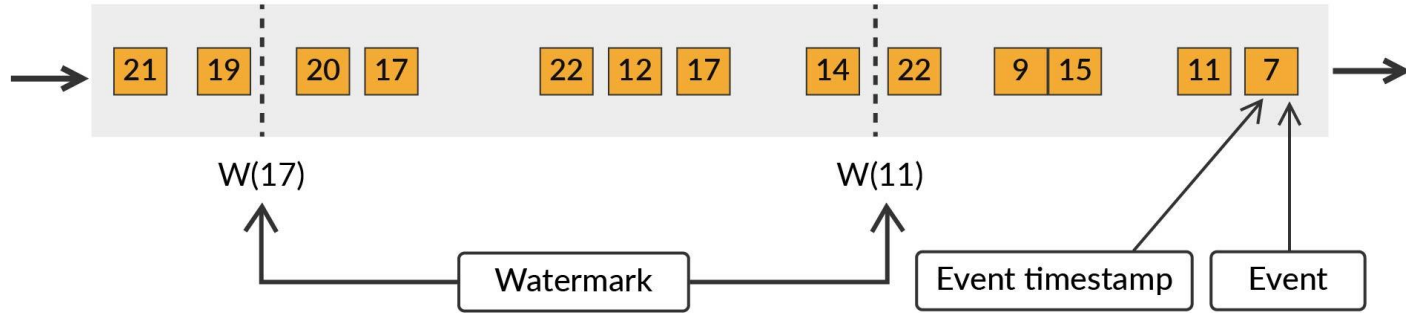 21 19 20 17 22 12 17 14 22 9 15 11 7
W(17) W(11)
Watermark Event timestamp Event